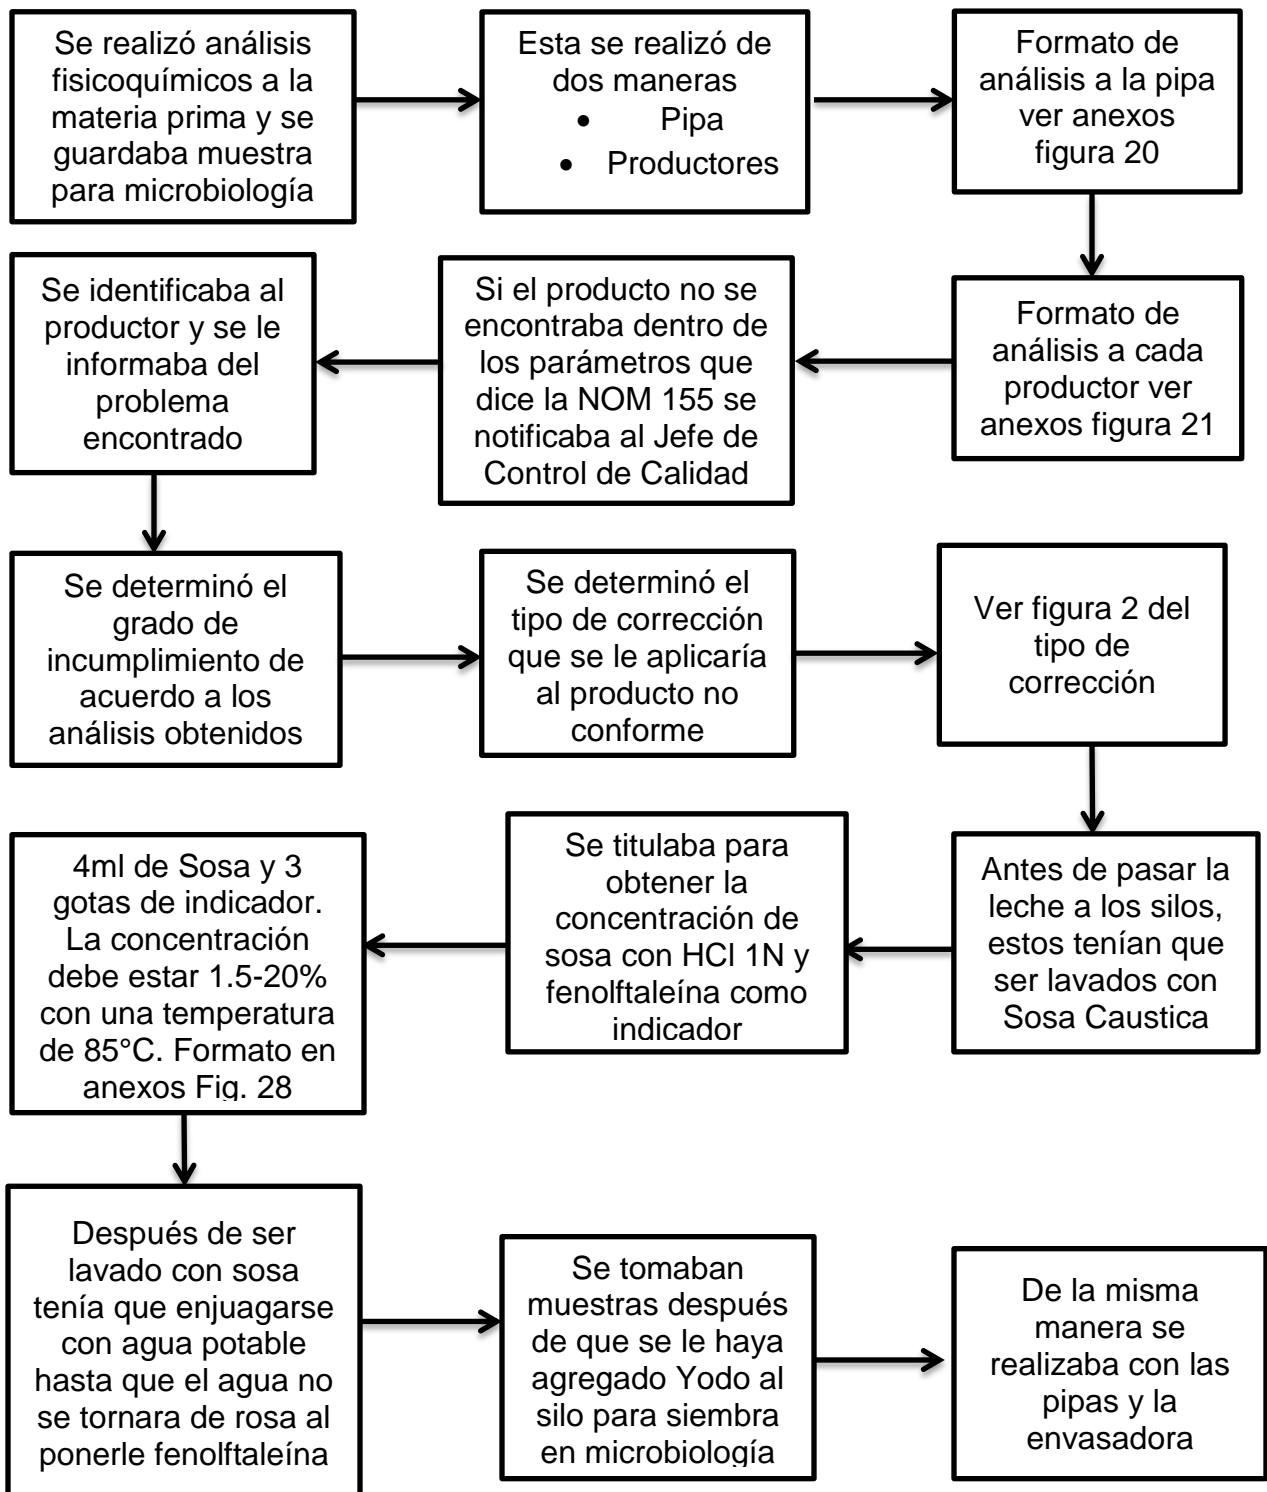 Se realizó análisis
fisicoquímicos a la
materia prima y se
guardaba muestra
para microbiología
Esta se realizó de
dos maneras
• Pipa
• Productores
Formato de
análisis a la pipa
ver anexos
figura 20
Formato de
análisis a cada
productor ver
anexos figura 21
Si el producto no se
encontraba dentro de
los parámetros que
dice la NOM 155 se
notificaba al Jefe de
Control de Calidad
Se identificaba al
productor y se le
informaba del
problema
encontrado
Se determinó el
grado de
incumplimiento de
acuerdo a los
análisis obtenidos
Se determinó el
tipo de corrección
que se le aplicaría
al producto no
conforme
Ver figura 2 del
tipo de
corrección
Antes de pasar la
leche a los silos,
estos tenían que
ser lavados con
Sosa Caustica
Se titulaba para
obtener la
concentración de
sosa con HCl 1N y
fenolftaleína como
indicador
4ml de Sosa y 3
gotas de indicador.
La concentración
debe estar 1.5-20%
con una temperatura
de 85°C. Formato en
anexos Fig. 28
Después de ser
lavado con sosa
tenía que enjuagarse
con agua potable
hasta que el agua no
se tornara de rosa al
ponerle fenolftaleína
Se tomaban
muestras después
de que se le haya
agregado Yodo al
silo para siembra
en microbiología
De la misma
manera se
realizaba con las
pipas y la
envasadora